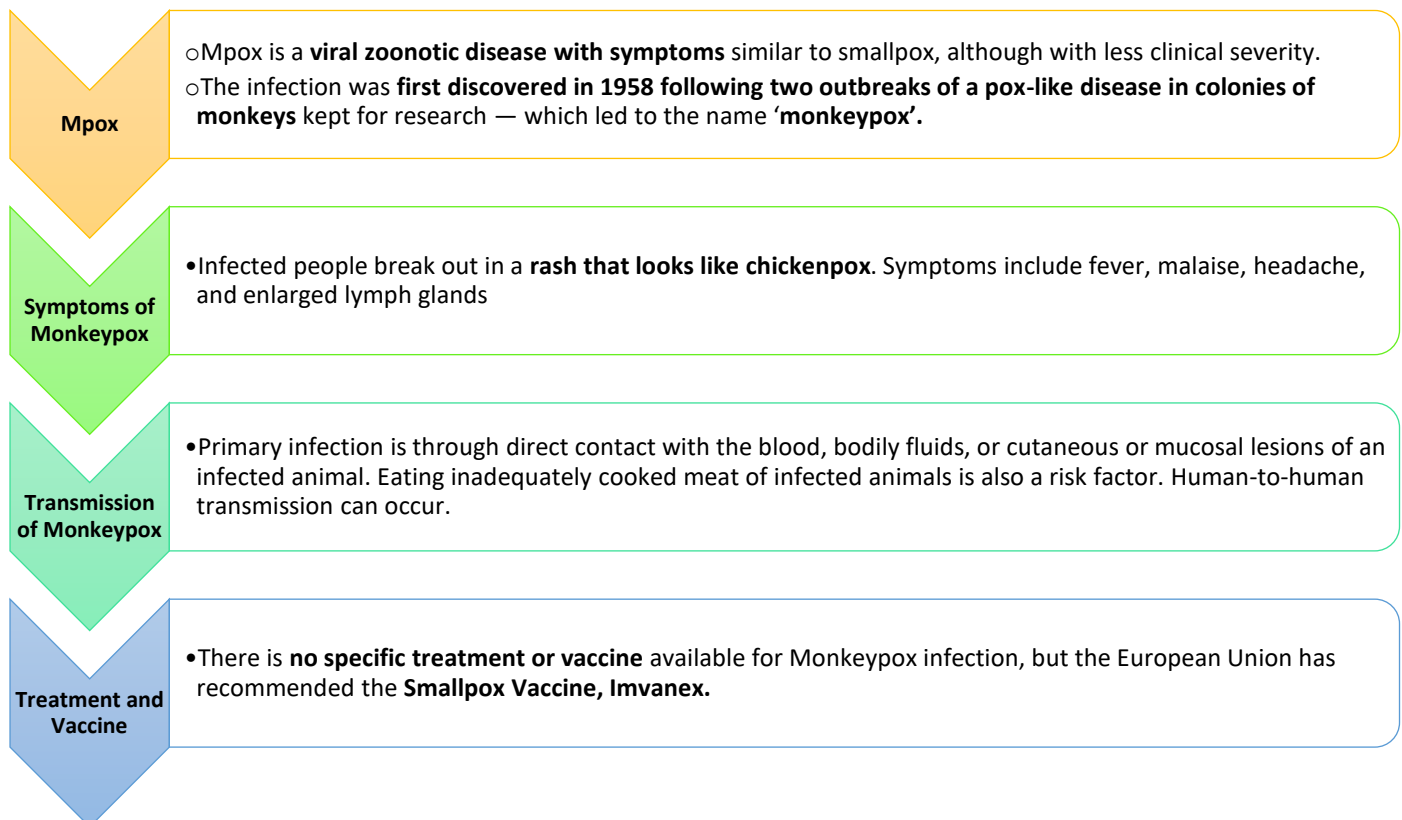 Mpox
oMpox is a viral zoonotic disease with symptoms similar to smallpox, although with less clinical severity.
oThe infection was first discovered in 1958 following two outbreaks of a pox-like disease in colonies of
monkeys kept for research — which led to the name ‘monkeypox’.
Symptoms of
Monkeypox
•Infected people break out in a rash that looks like chickenpox. Symptoms include fever, malaise, headache,
and enlarged lymph glands
Transmission
of Monkeypox
•Primary infection is through direct contact with the blood, bodily fluids, or cutaneous or mucosal lesions of an
infected animal. Eating inadequately cooked meat of infected animals is also a risk factor. Human-to-human
transmission can occur.
Treatment and
Vaccine
•There is no specific treatment or vaccine available for Monkeypox infection, but the European Union has
recommended the Smallpox Vaccine, Imvanex.